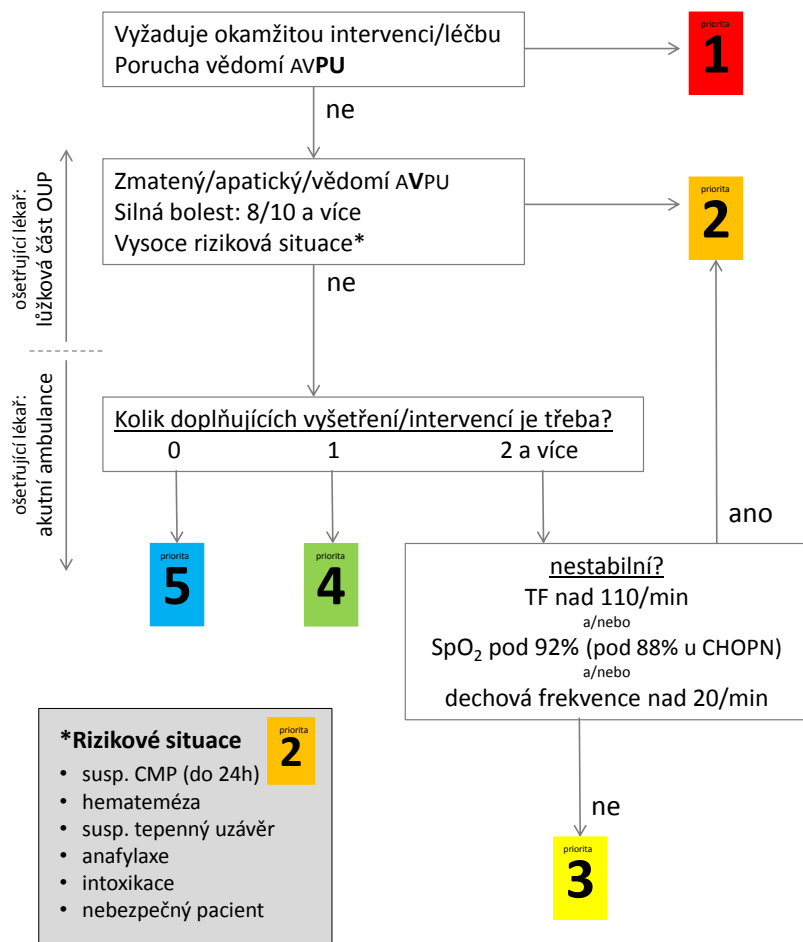 Vyžaduje okamžitou intervenci/léčbu
Porucha vědomí AVPU
priorita
1
ne
ošetřující lékař:
lůžková část OUP
Zmatený/apatický/vědomí AVPU
Silná bolest: 8/10 a více
Vysoce riziková situace*
priorita
2
ne
ošetřující lékař:
akutní ambulance
Kolik doplňujících vyšetření/intervencí je třeba?
0 1 2 a více
ano
priorita
5
priorita
4
nestabilní?
TF nad 110/min
a/nebo
SpO₂ pod 92% (pod 88% u CHOPN)
a/nebo
dechová frekvence nad 20/min
ne
priorita
3
*Rizikové situace
priorita
2
• susp. CMP (do 24h)
• hemateméza
• susp. tepenný uzávěr
• anafylaxe
• intoxikace
• nebezpečný pacient